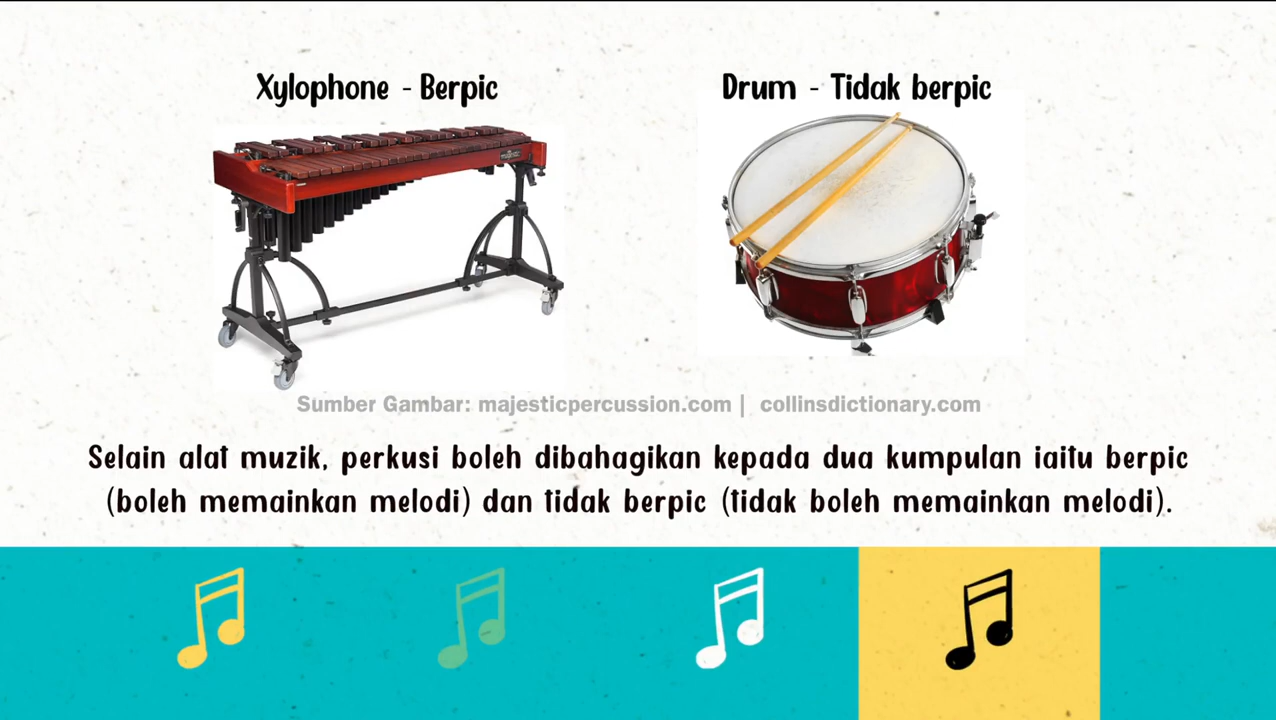 Xylophone - Berpic
Drum - Tidak berpic
Sumber Gambar: majesticpercussion.com | collinsdictionary.com
Selain alat muzik, perkusi boleh dibahagikan kepada dua kumpulan iaitu berpic
(boleh memainkan melodi) dan tidak berpic (tidak boleh memainkan melodi).